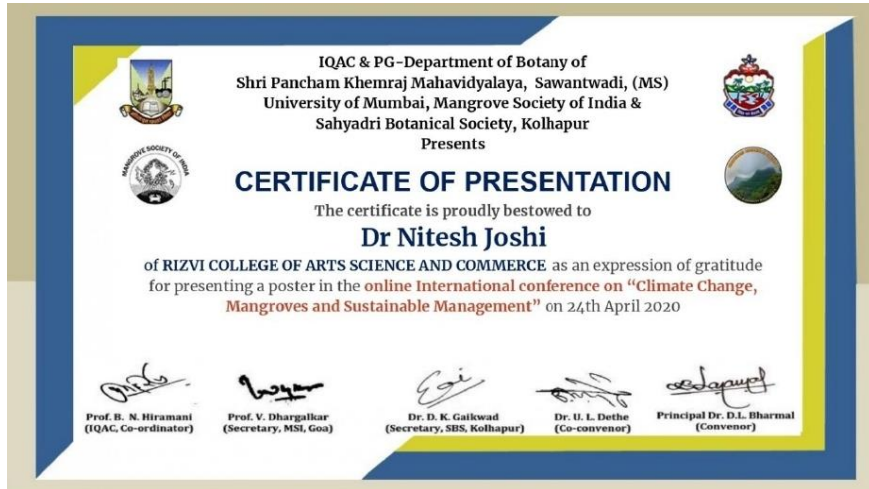 IQAC & PG-Department of Botany of
Shri Pancham Khemraj Mahavidyalaya, Sawantwadi, (MS)
University of Mumbai, Mangrove Society of India &
Sahyadri Botanical Society, Kolhapur
Presents
MANGROVE SOCIETY OF INDIA
CERTIFICATE OF PRESENTATION
The certificate is proudly bestowed to
Dr Nitesh Joshi
of RIZVI COLLEGE OF ARTS SCIENCE AND COMMERCE as an expression of gratitude
for presenting a poster in the online International conference on “Climate Change,
Mangroves and Sustainable Management” on 24th April 2020
Prof. B. N. Hiramani
(IQAC, Co-ordinator)
Prof. V. Dhargalkar
(Secretary, MSI, Goa)
Dr. D. K. Gaikwad
(Secretary, SBS, Kolhapur)
Dr. U. L. Dethe
(Co-convenor)
Principal Dr. D.L. Bharmal
(Convenor)